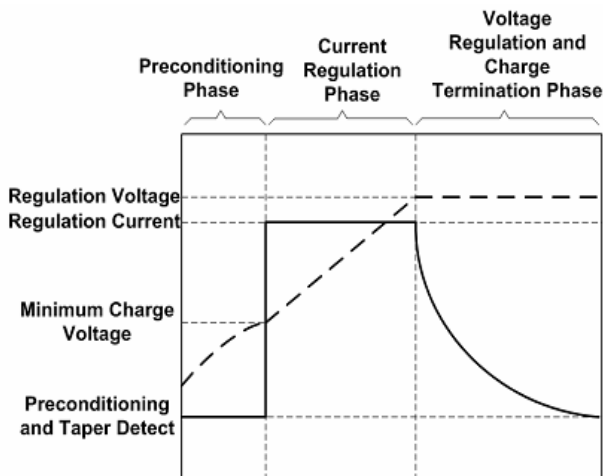 Preconditioning
Phase
Current
Regulation
Phase
Voltage
Regulation and
Charge
Termination Phase
Regulation Voltage
Regulation Current
Minimum Charge
Voltage
Preconditioning
and Taper Detect